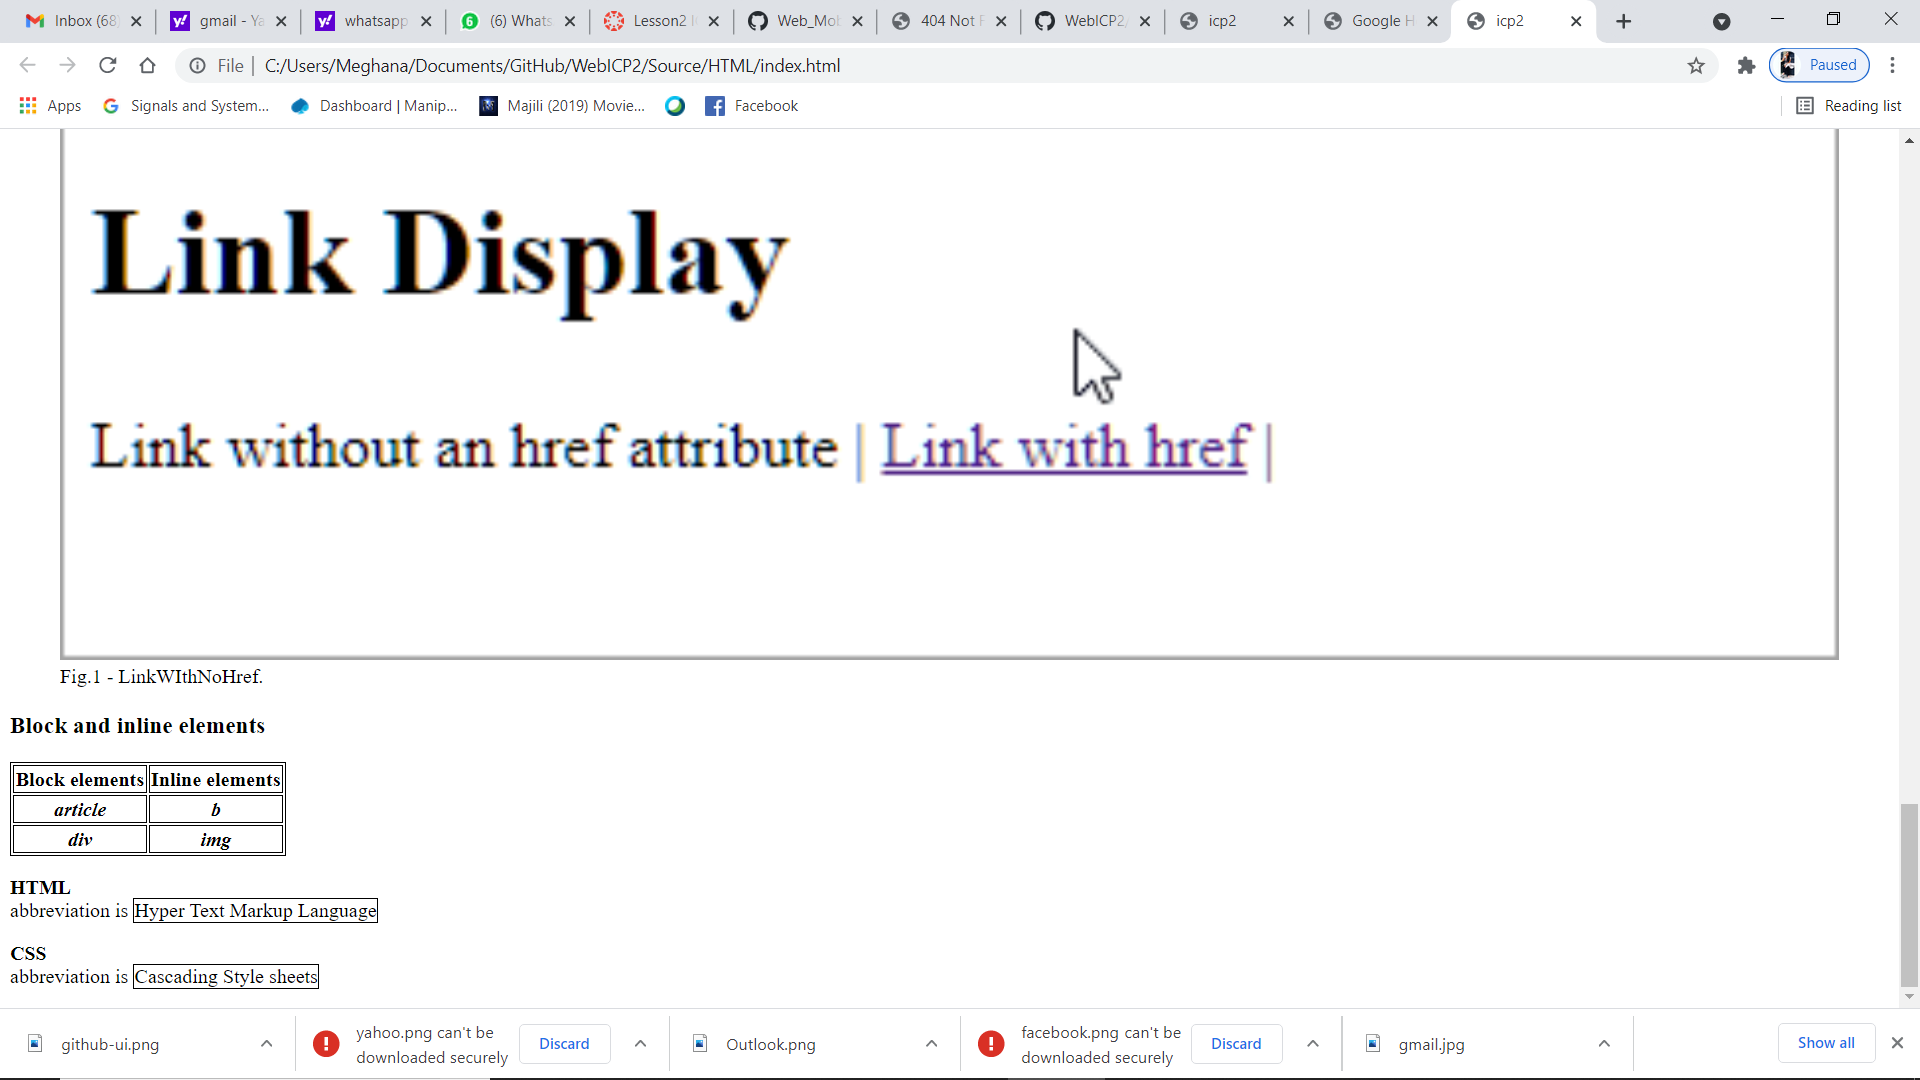 Inbox (68
gmail - Ya
whatsapp
(6) Whats
Lesson2 I
Web_Mob
404 Not F
WebICP2/
icp2
Google H
icp2
File | C:/Users/Meghana/Documents/GitHub/WebICP2/Source/HTML/index.html
Paused
Apps
Signals and System...
Dashboard | Manip...
Majili (2019) Movie...
Facebook
Reading list
Link Display
Link without an href attribute | Link with href |
Fig.1 - LinkWIthNoHref.
Block and inline elements
Block elements Inline elements
article b
div img
HTML
abbreviation is Hyper Text Markup Language
CSS
abbreviation is Cascading Style sheets
github-ui.png
yahoo.png can't be
downloaded securely
Discard
Outlook.png
facebook.png can't be
downloaded securely
Discard
gmail.jpg
Show all